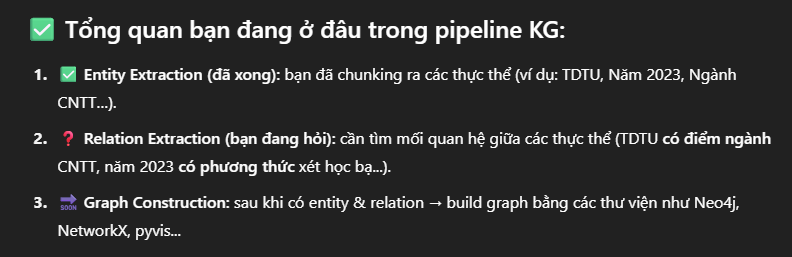 ✅ Tổng quan bạn đang ở đâu trong pipeline KG:
1. ✅ Entity Extraction (đã xong): bạn đã chunking ra các thực thể (ví dụ: TDTU, Năm 2023, Ngành
CNTT...).
2. ❓ Relation Extraction (bạn đang hỏi): cần tìm mối quan hệ giữa các thực thể (TDTU có điểm ngành
CNTT, năm 2023 có phương thức xét học bạ...).
3. 🔜 Graph Construction: sau khi có entity & relation → build graph bằng các thư viện như Neo4j,
NetworkX, pyvis...